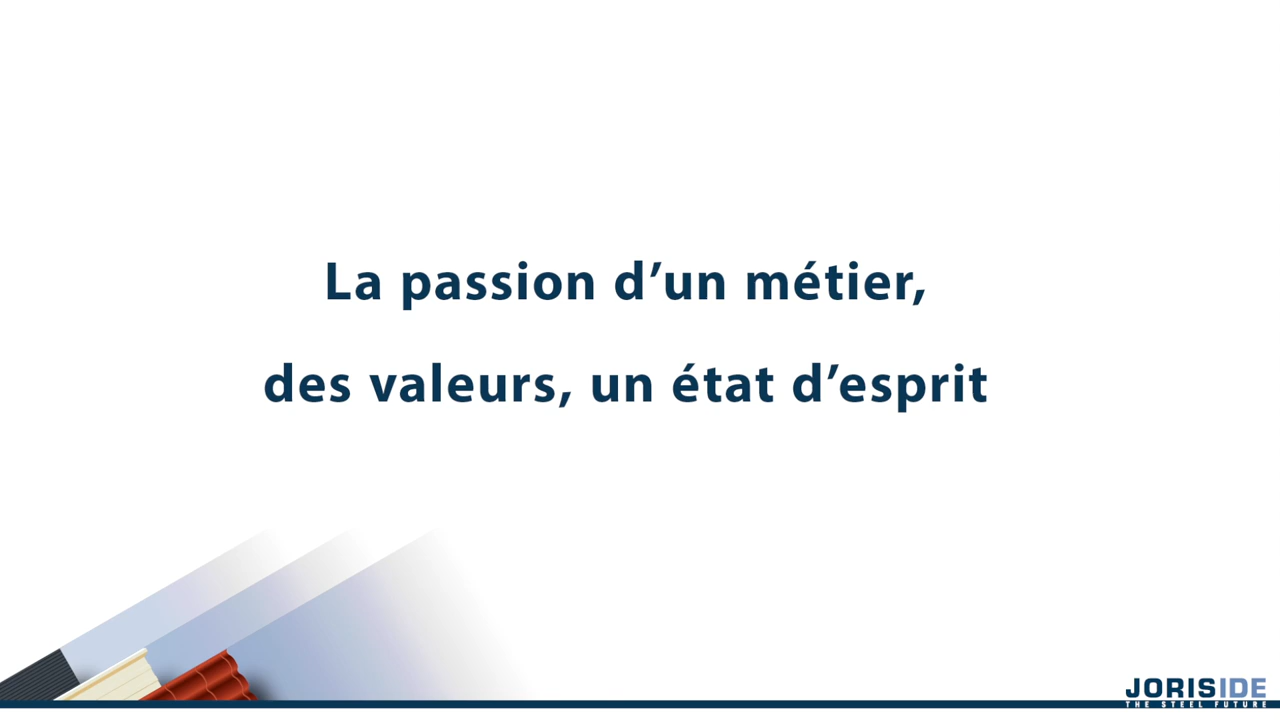 La passion d’un métier,
des valeurs, un état d’esprit
JORISIDE
THE STEEL FUTURE